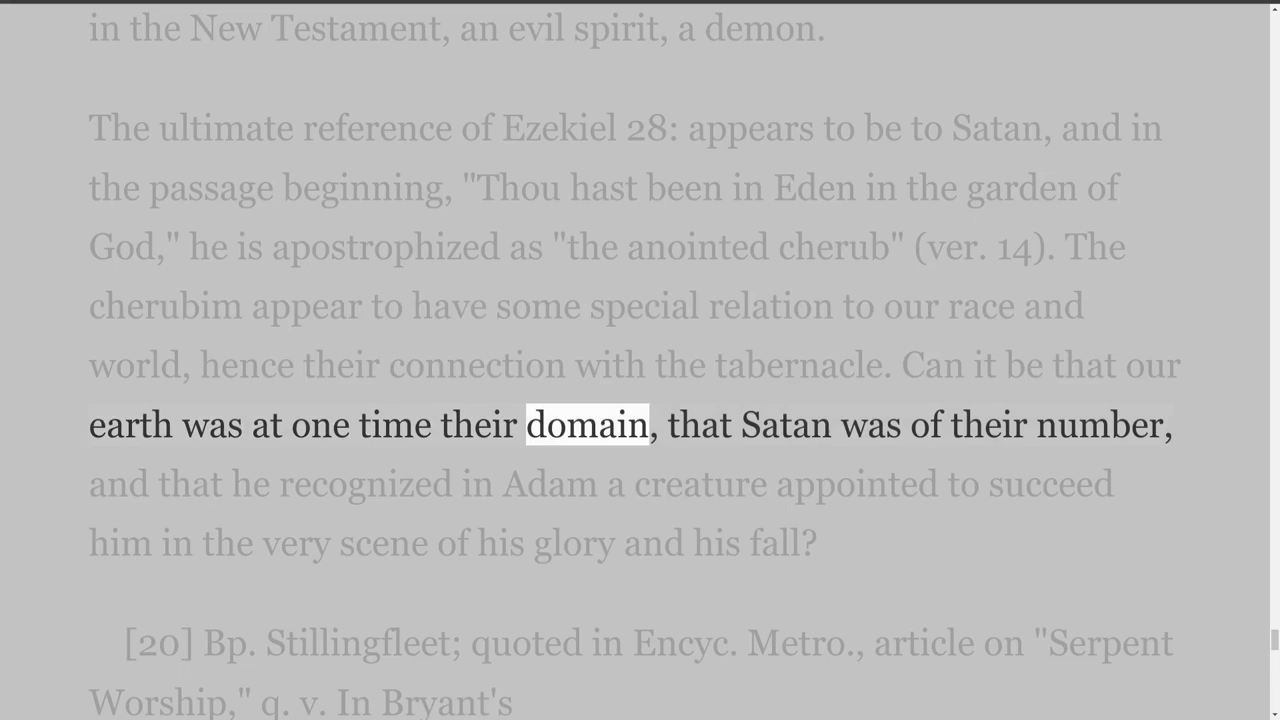 in the New Testament, an evil spirit, a demon.
The ultimate reference of Ezekiel 28: appears to be to Satan, and in
the passage beginning, "Thou hast been in Eden in the garden of
God," he is apostrophized as "the anointed cherub" (ver. 14). The
cherubim appear to have some special relation to our race and
world, hence their connection with the tabernacle. Can it be that our
earth was at one time their domain, that Satan was of their number,
and that he recognized in Adam a creature appointed to succeed
him in the very scene of his glory and his fall?
[20] Bp. Stillingfleet; quoted in Encyc. Metro., article on "Serpent
Worship," q. v. In Bryant's